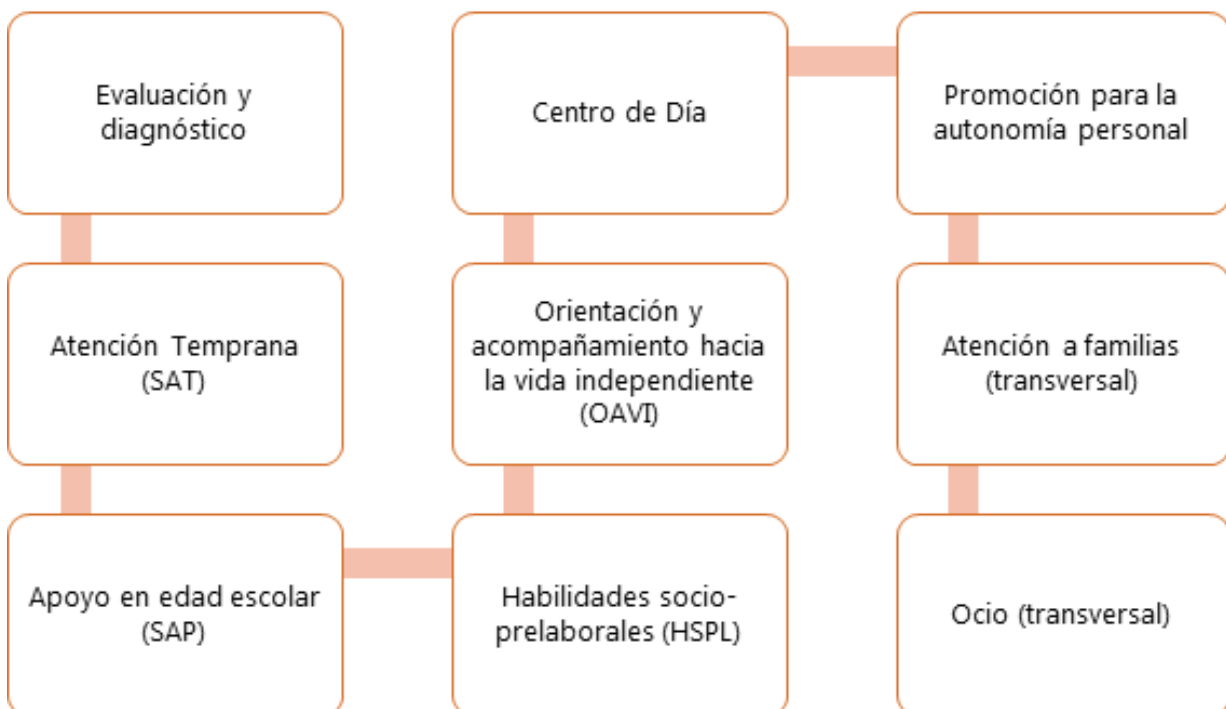 Evaluación y
diagnóstico
Atención Temprana
(SAT)
Apoyo en edad escolar
(SAP)
Habilidades socio-
prelaborales (HSPL)
Orientación y
acompañamiento hacia
la vida independiente
(OAVI)
Centro de Día
Promoción para la
autonomía personal
Atención a familias
(transversal)
Ocio (transversal)